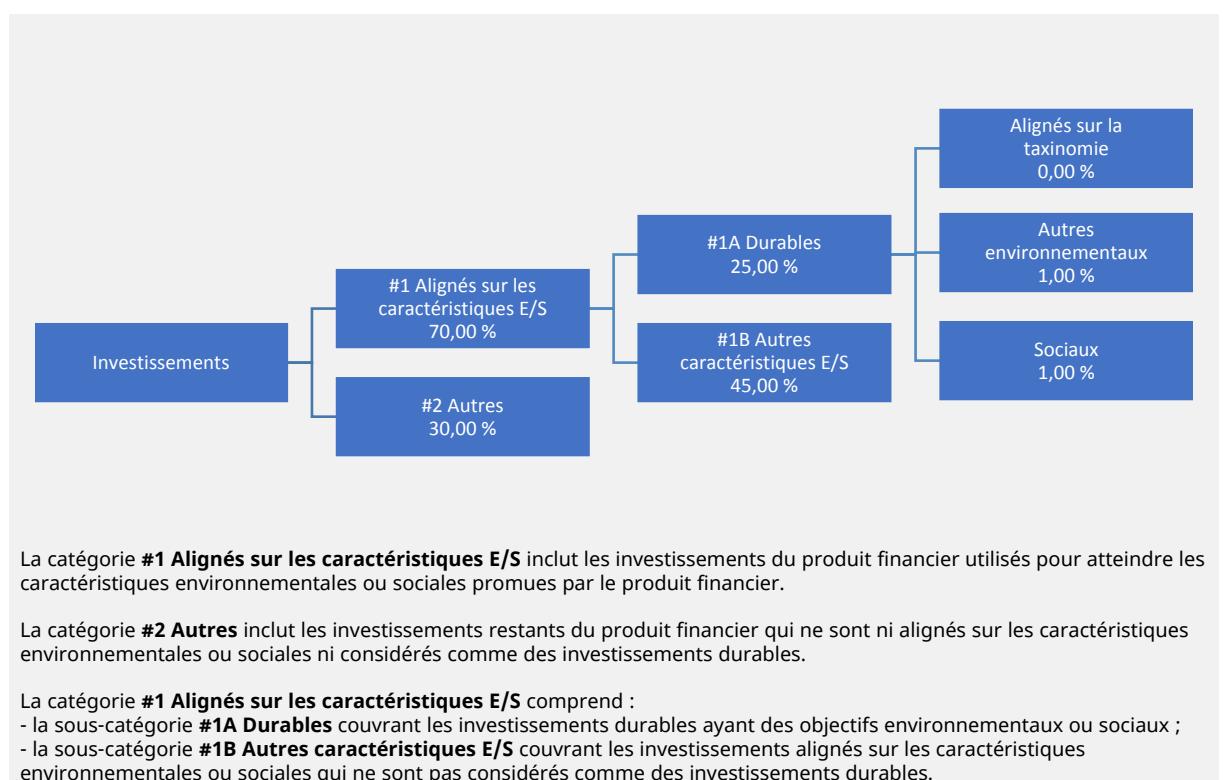 Investissements
#1 Alignés sur les
caractéristiques E/S
70,00 %
#2 Autres
30,00 %
#1A Durables
25,00 %
#1B Autres
caractéristiques E/S
45,00 %
Alignés sur la
taxinomie
0,00 %
Autres
environnementaux
1,00 %
Sociaux
1,00 %
La catégorie #1 Alignés sur les caractéristiques E/S inclut les investissements du produit financier utilisés pour atteindre les
caractéristiques environnementales ou sociales promues par le produit financier.
La catégorie #2 Autres inclut les investissements restants du produit financier qui ne sont ni alignés sur les caractéristiques
environnementales ou sociales ni considérés comme des investissements durables.
La catégorie #1 Alignés sur les caractéristiques E/S comprend :
- la sous-catégorie #1A Durables couvrant les investissements durables ayant des objectifs environnementaux ou sociaux ;
- la sous-catégorie #1B Autres caractéristiques E/S couvrant les investissements alignés sur les caractéristiques
environnementales ou sociales qui ne sont pas considérés comme des investissements durables.